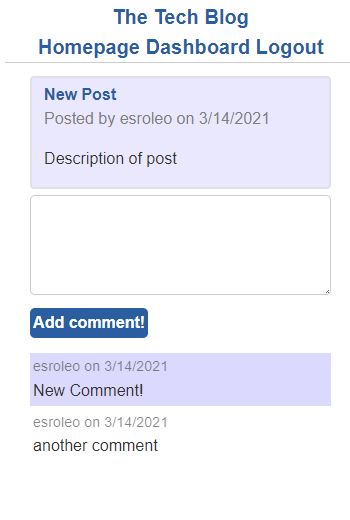 The Tech Blog
Homepage Dashboard Logout
New Post
Posted by esroleo on 3/14/2021
Description of post
Add comment!
esroleo on 3/14/2021
New Comment!
esroleo on 3/14/2021
another comment